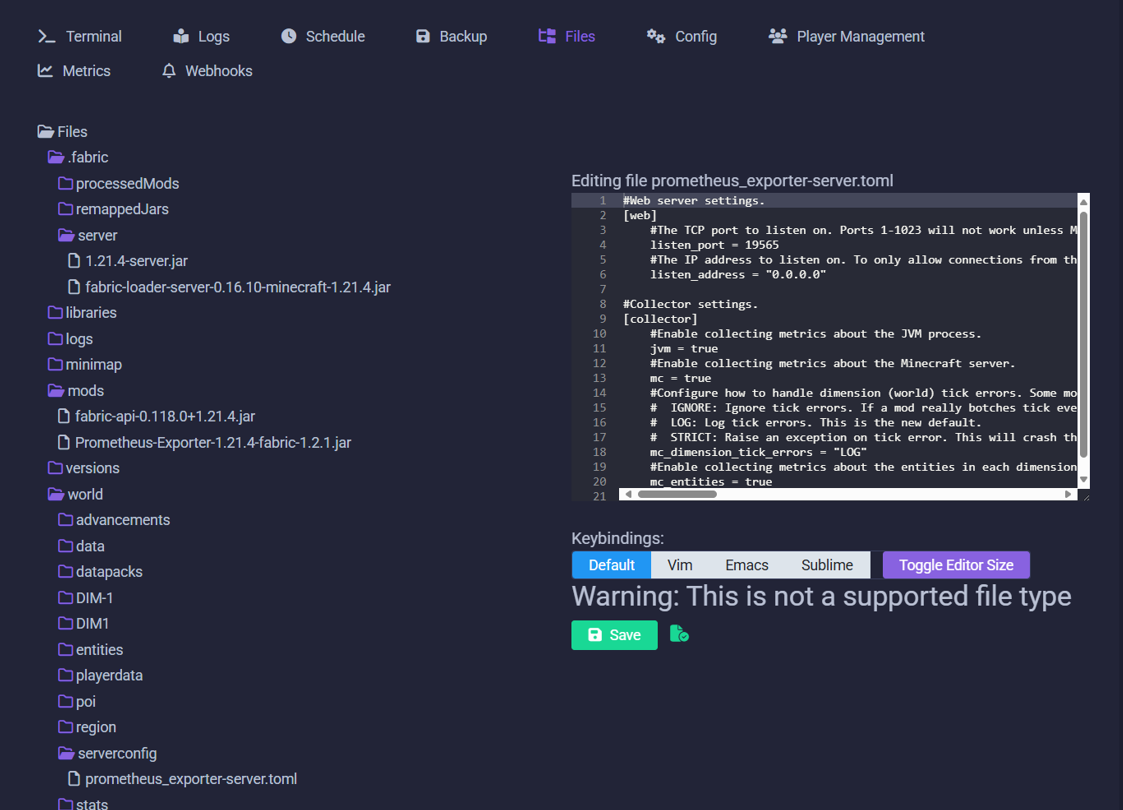 Terminal Logs Schedule Backup Files Config Player Management
Metrics Webhooks
Files
.fabric
processedMods
remappedJars
server
1.21.4-server.jar
fabric-loader-server-0.16.10-minecraft-1.21.4.jar
libraries
logs
minimap
mods
fabric-api-0.118.0+1.21.4.jar
Prometheus-Exporter-1.21.4-fabric-1.2.1.jar
versions
world
advancements
data
datapacks
DIM-1
DIM1
entities
playerdata
poi
region
serverconfig
prometheus_exporter-server.toml
stats
Editing file prometheus_exporter-server.toml
1 #Web server settings.
2 [web]
3 #The TCP port to listen on. Ports 1-1023 will not work unless M
4 listen_port = 19565
5 #The IP address to listen on. To only allow connections from th
6 listen_address = "0.0.0.0"
7
8 #Collector settings.
9 [collector]
10 #Enable collecting metrics about the JVM process.
11 jvm = true
12 #Enable collecting metrics about the Minecraft server.
13 mc = true
14 #Configure how to handle dimension (world) tick errors. Some mo
15 #  IGNORE: Ignore tick errors. If a mod really botches tick eve
16 #  LOG: Log tick errors. This is the new default.
17 #  STRICT: Raise an exception on tick error. This will crash th
18 mc_dimension_tick_errors = "LOG"
19 #Enable collecting metrics about the entities in each dimension
20 mc_entities = true
21
Keybindings:
Default Vim Emacs Sublime Toggle Editor Size
Warning: This is not a supported file type
Save